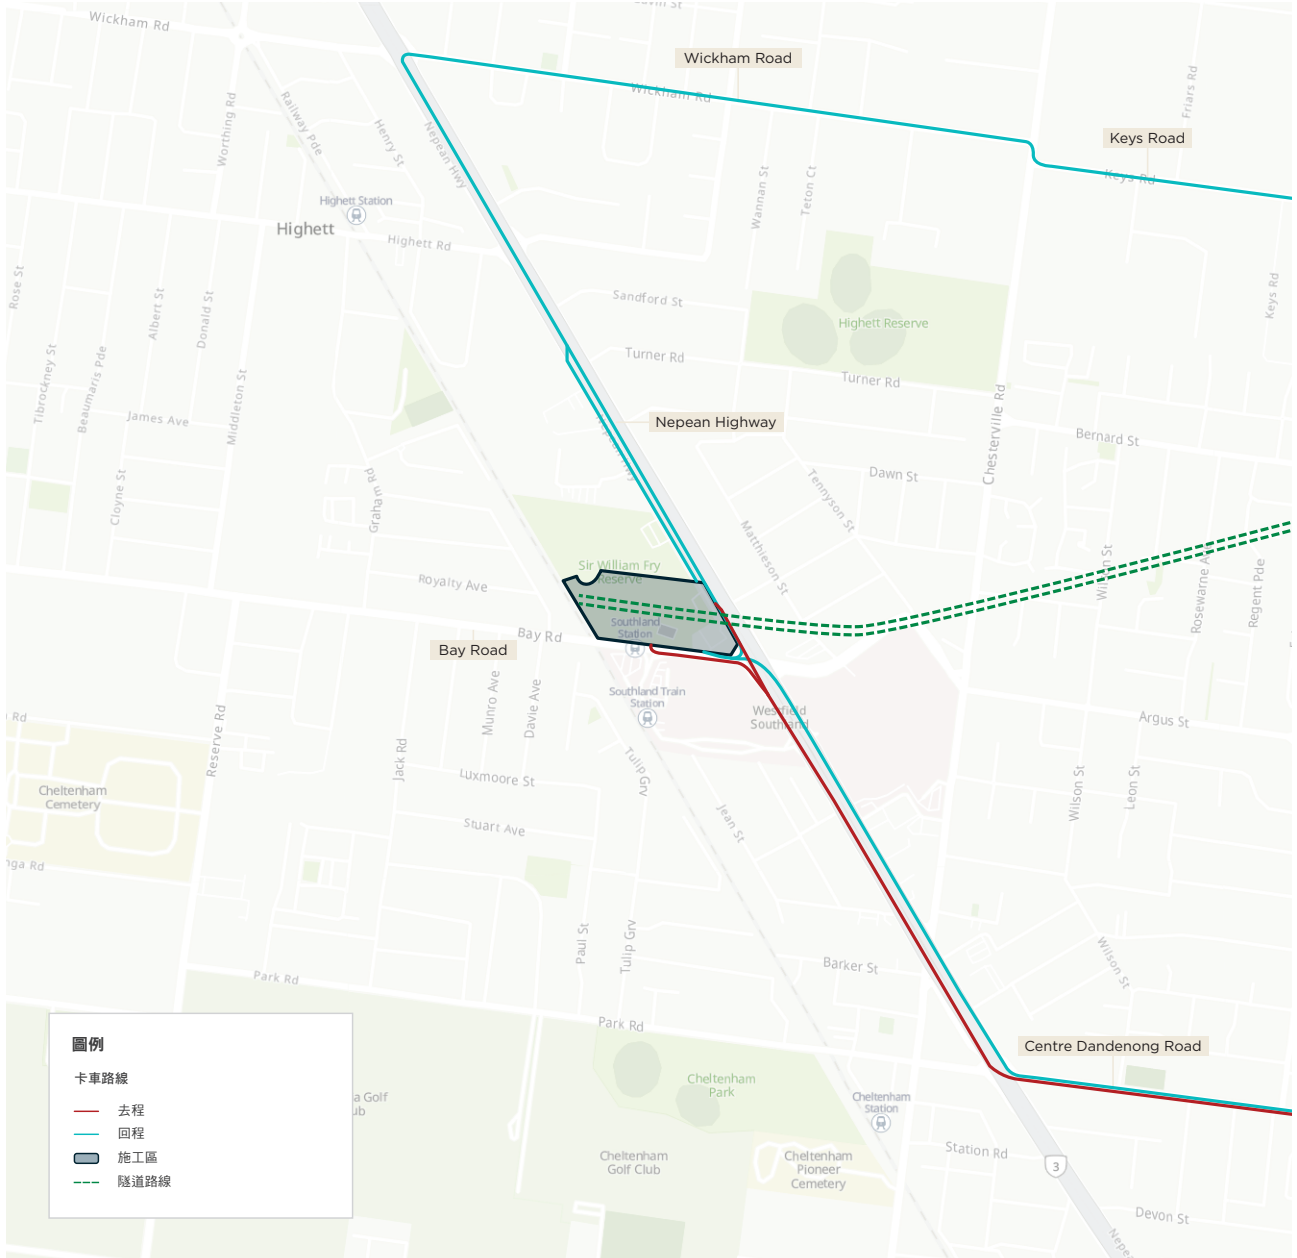 Wickham Rd
Wickham Road
Wickham Rd
Friars Rd
Keys Road
Keys Rd
Worthing Rd
Railway Pde
Henry St
Nepean Hwy
Wannan St
Teton Ct
Highett Station
Highett
Highett Rd
Rose St
Albert St
Donald St
Sandford St
Keys Rd
Highett Reserve
Tibrockney St
Beaumaris Pde
Middleton St
Turner Rd
Turner Rd
James Ave
Nepean Highway
Chesterville Rd
Bernard St
Cloyne St
Graham Rd
Dawn St
Tennyson St
Matthieson St
Sir William Fry
Reserve
Royalty Ave
Wilson St
Rosewarne Ave
Regent Pde
Southland
Station
Bay Rd
Bay Road
Southland Train
Station
Westfield
Southland
Munro Ave
Davie Ave
Rd
Argus St
Reserve Rd
Jack Rd
Luxmoore St
Tulip Grv
Wilson St
Leon St
Cheltenham
Cemetery
Stuart Ave
Jean St
nga Rd
Paul St
Tulip Grv
Barker St
Wilson St
Park Rd
Park Rd
Centre Dandenong Road
圖例
卡車路線
去程
回程
施工區
隧道路線
a Golf
ub
Cheltenham
Park
Cheltenham
Station
Cheltenham
Golf Club
Cheltenham
Pioneer
Cemetery
Station Rd
3
Devon St
Nepea